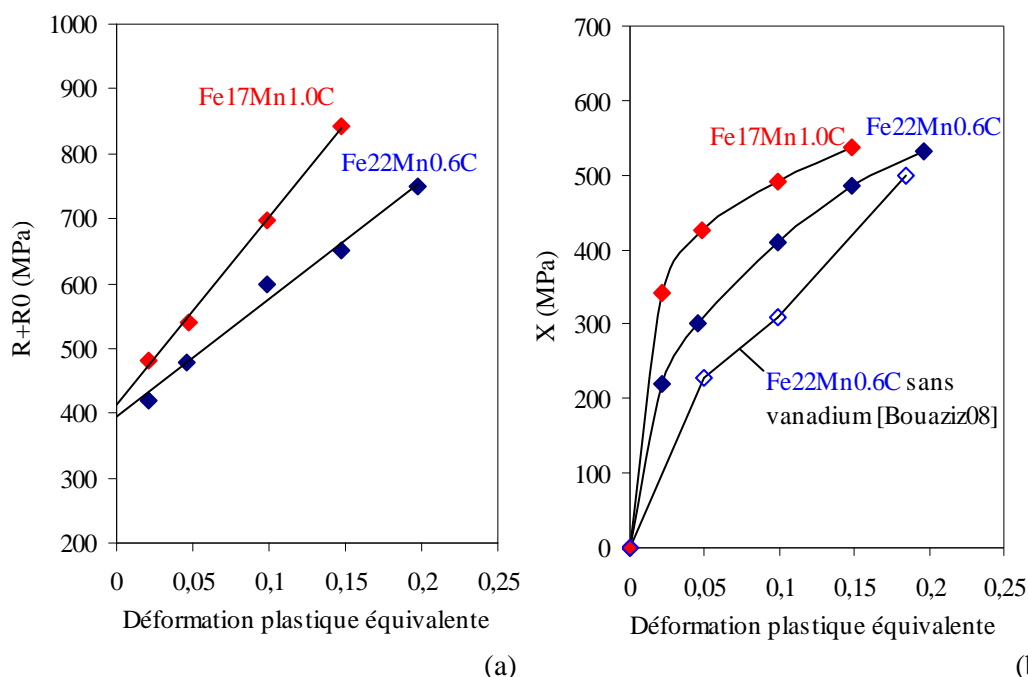 1000
900
800
700
600
500
400
300
200
R+R0 (MPa)
Fe17Mn1.0C
Fe22Mn0.6C
0 0,05 0,1 0,15 0,2 0,25
Déformation plastique équivalente
(a)
700
600
500
400
300
200
100
0
X (MPa)
Fe17Mn1.0C
Fe22Mn0.6C
Fe22Mn0.6C sans
vanadium [Bouaziz08]
0 0,05 0,1 0,15 0,2 0,25
Déformation plastique équivalente
(b